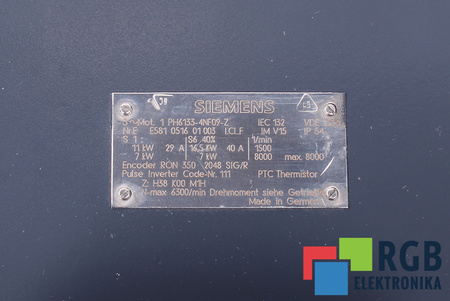 SIEMENS
3~Mot. 1 PH6133-4NF09-Z IEC 132 VDE
Nr.E E581 0516 01 003 I.Cl.F IM V15 IP 54
S 1 S6 40% 1/min
11 kW 29 A 16,5 kW 40 A 1500
7 kW 7 kW 8000 max. 8000
Encoder RON 350 2048 SIG/R
Pulse Inverter Code-Nr. 111 PTC Thermistor
Z: H38 K00 M1H
N-max 6300/min Drehmoment siehe
Made in Germany
RGB
ELEKTRONIKA